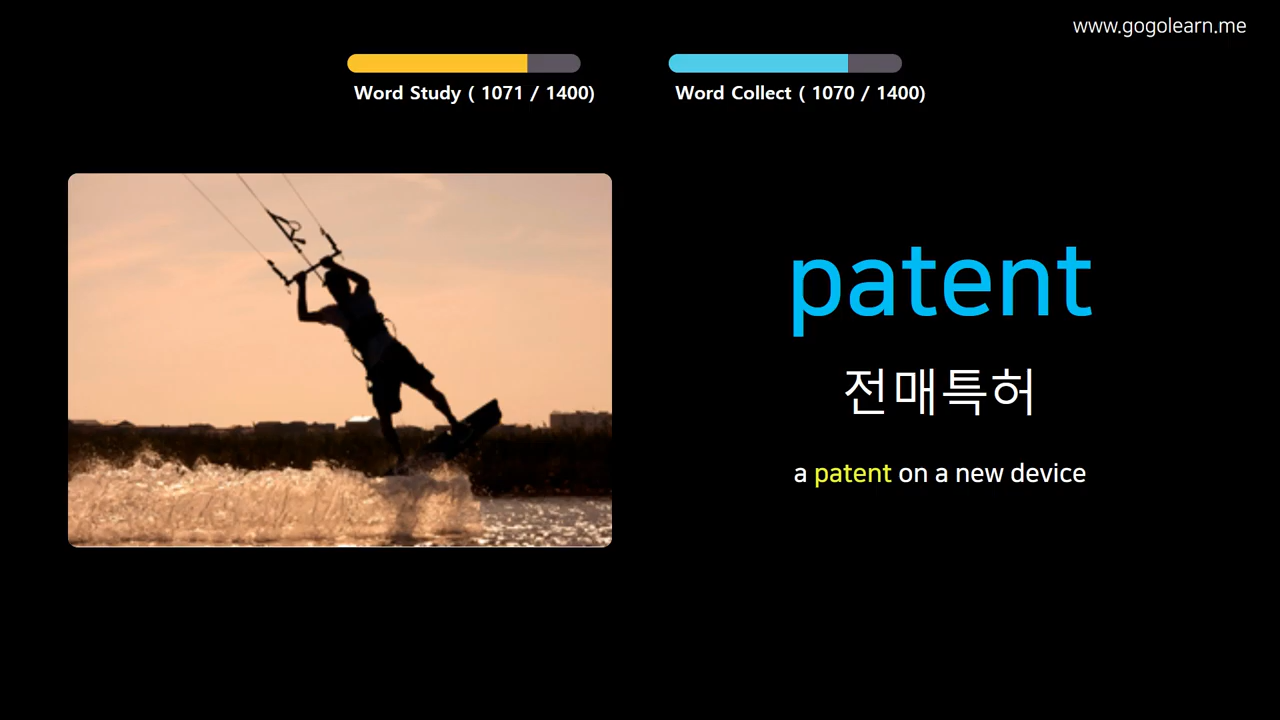 www.gogolearn.me
Word Study ( 1071 / 1400)
Word Collect ( 1070 / 1400)
patent
전매특허
a patent on a new device